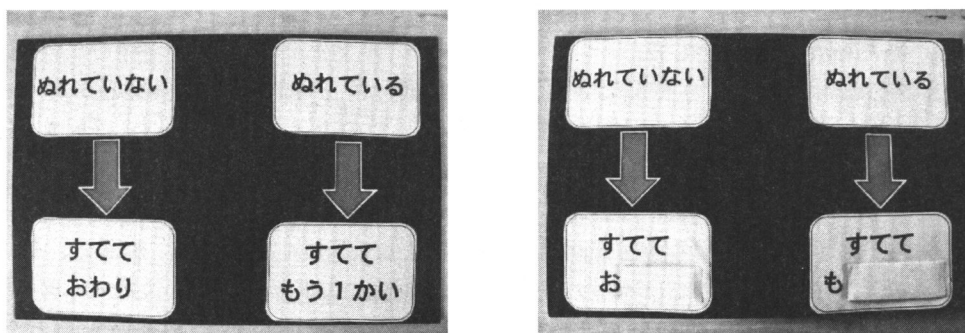 ぬれていない
ぬれている
すてて
おわり
すてて
もう1かい
ぬれていない
ぬれている
すてて
お
すてて
も